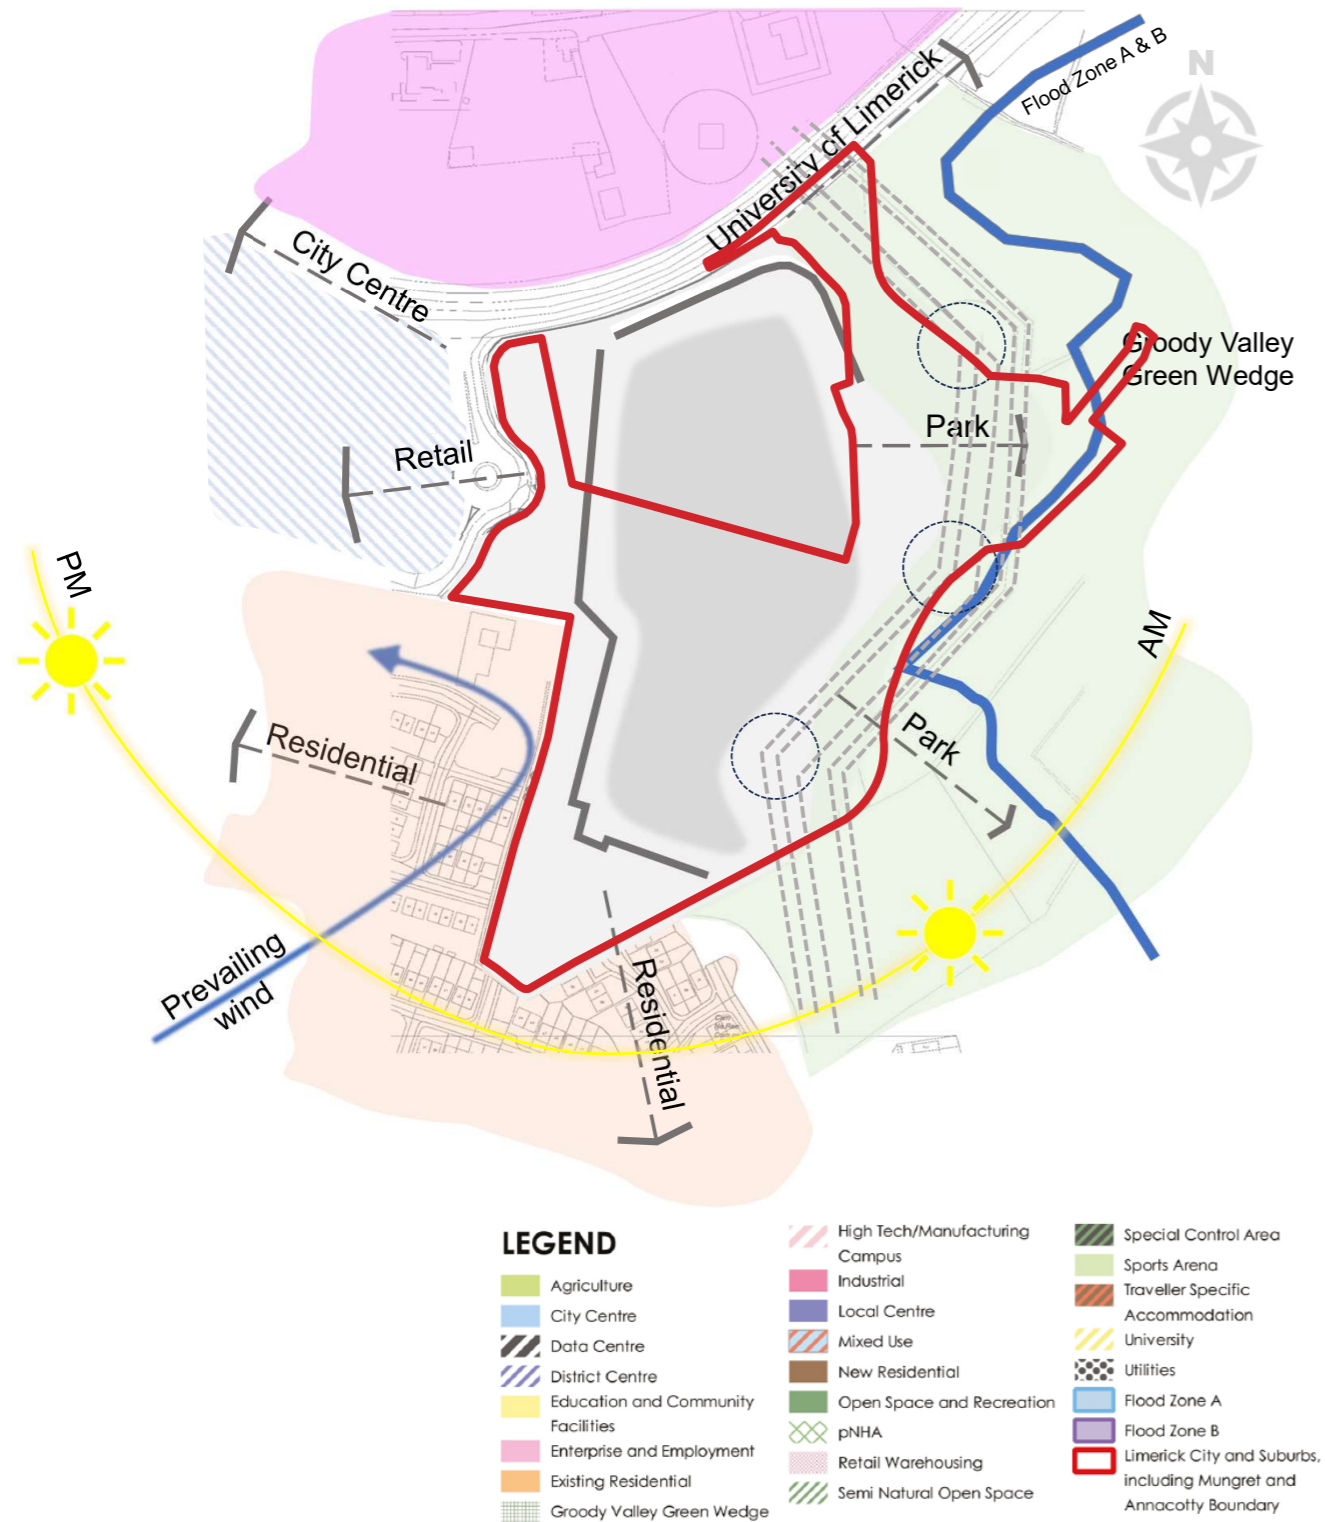 N
Flood Zone A & B
University of Limerick
City Centre
Groody Valley
Green Wedge
Park
Retail
PM
AM
Residential
Park
Prevailing
wind
Residential
LEGEND
Agriculture
City Centre
Data Centre
District Centre
Education and Community
Facilities
Enterprise and Employment
Existing Residential
Groody Valley Green Wedge
High Tech/Manufacturing
Campus
Industrial
Local Centre
Mixed Use
New Residential
Open Space and Recreation
pNHA
Retail Warehousing
Semi Natural Open Space
Special Control Area
Sports Arena
Traveller Specific
Accommodation
University
Utilities
Flood Zone A
Flood Zone B
Limerick City and Suburbs,
including Mungret and
Annacotty Boundary